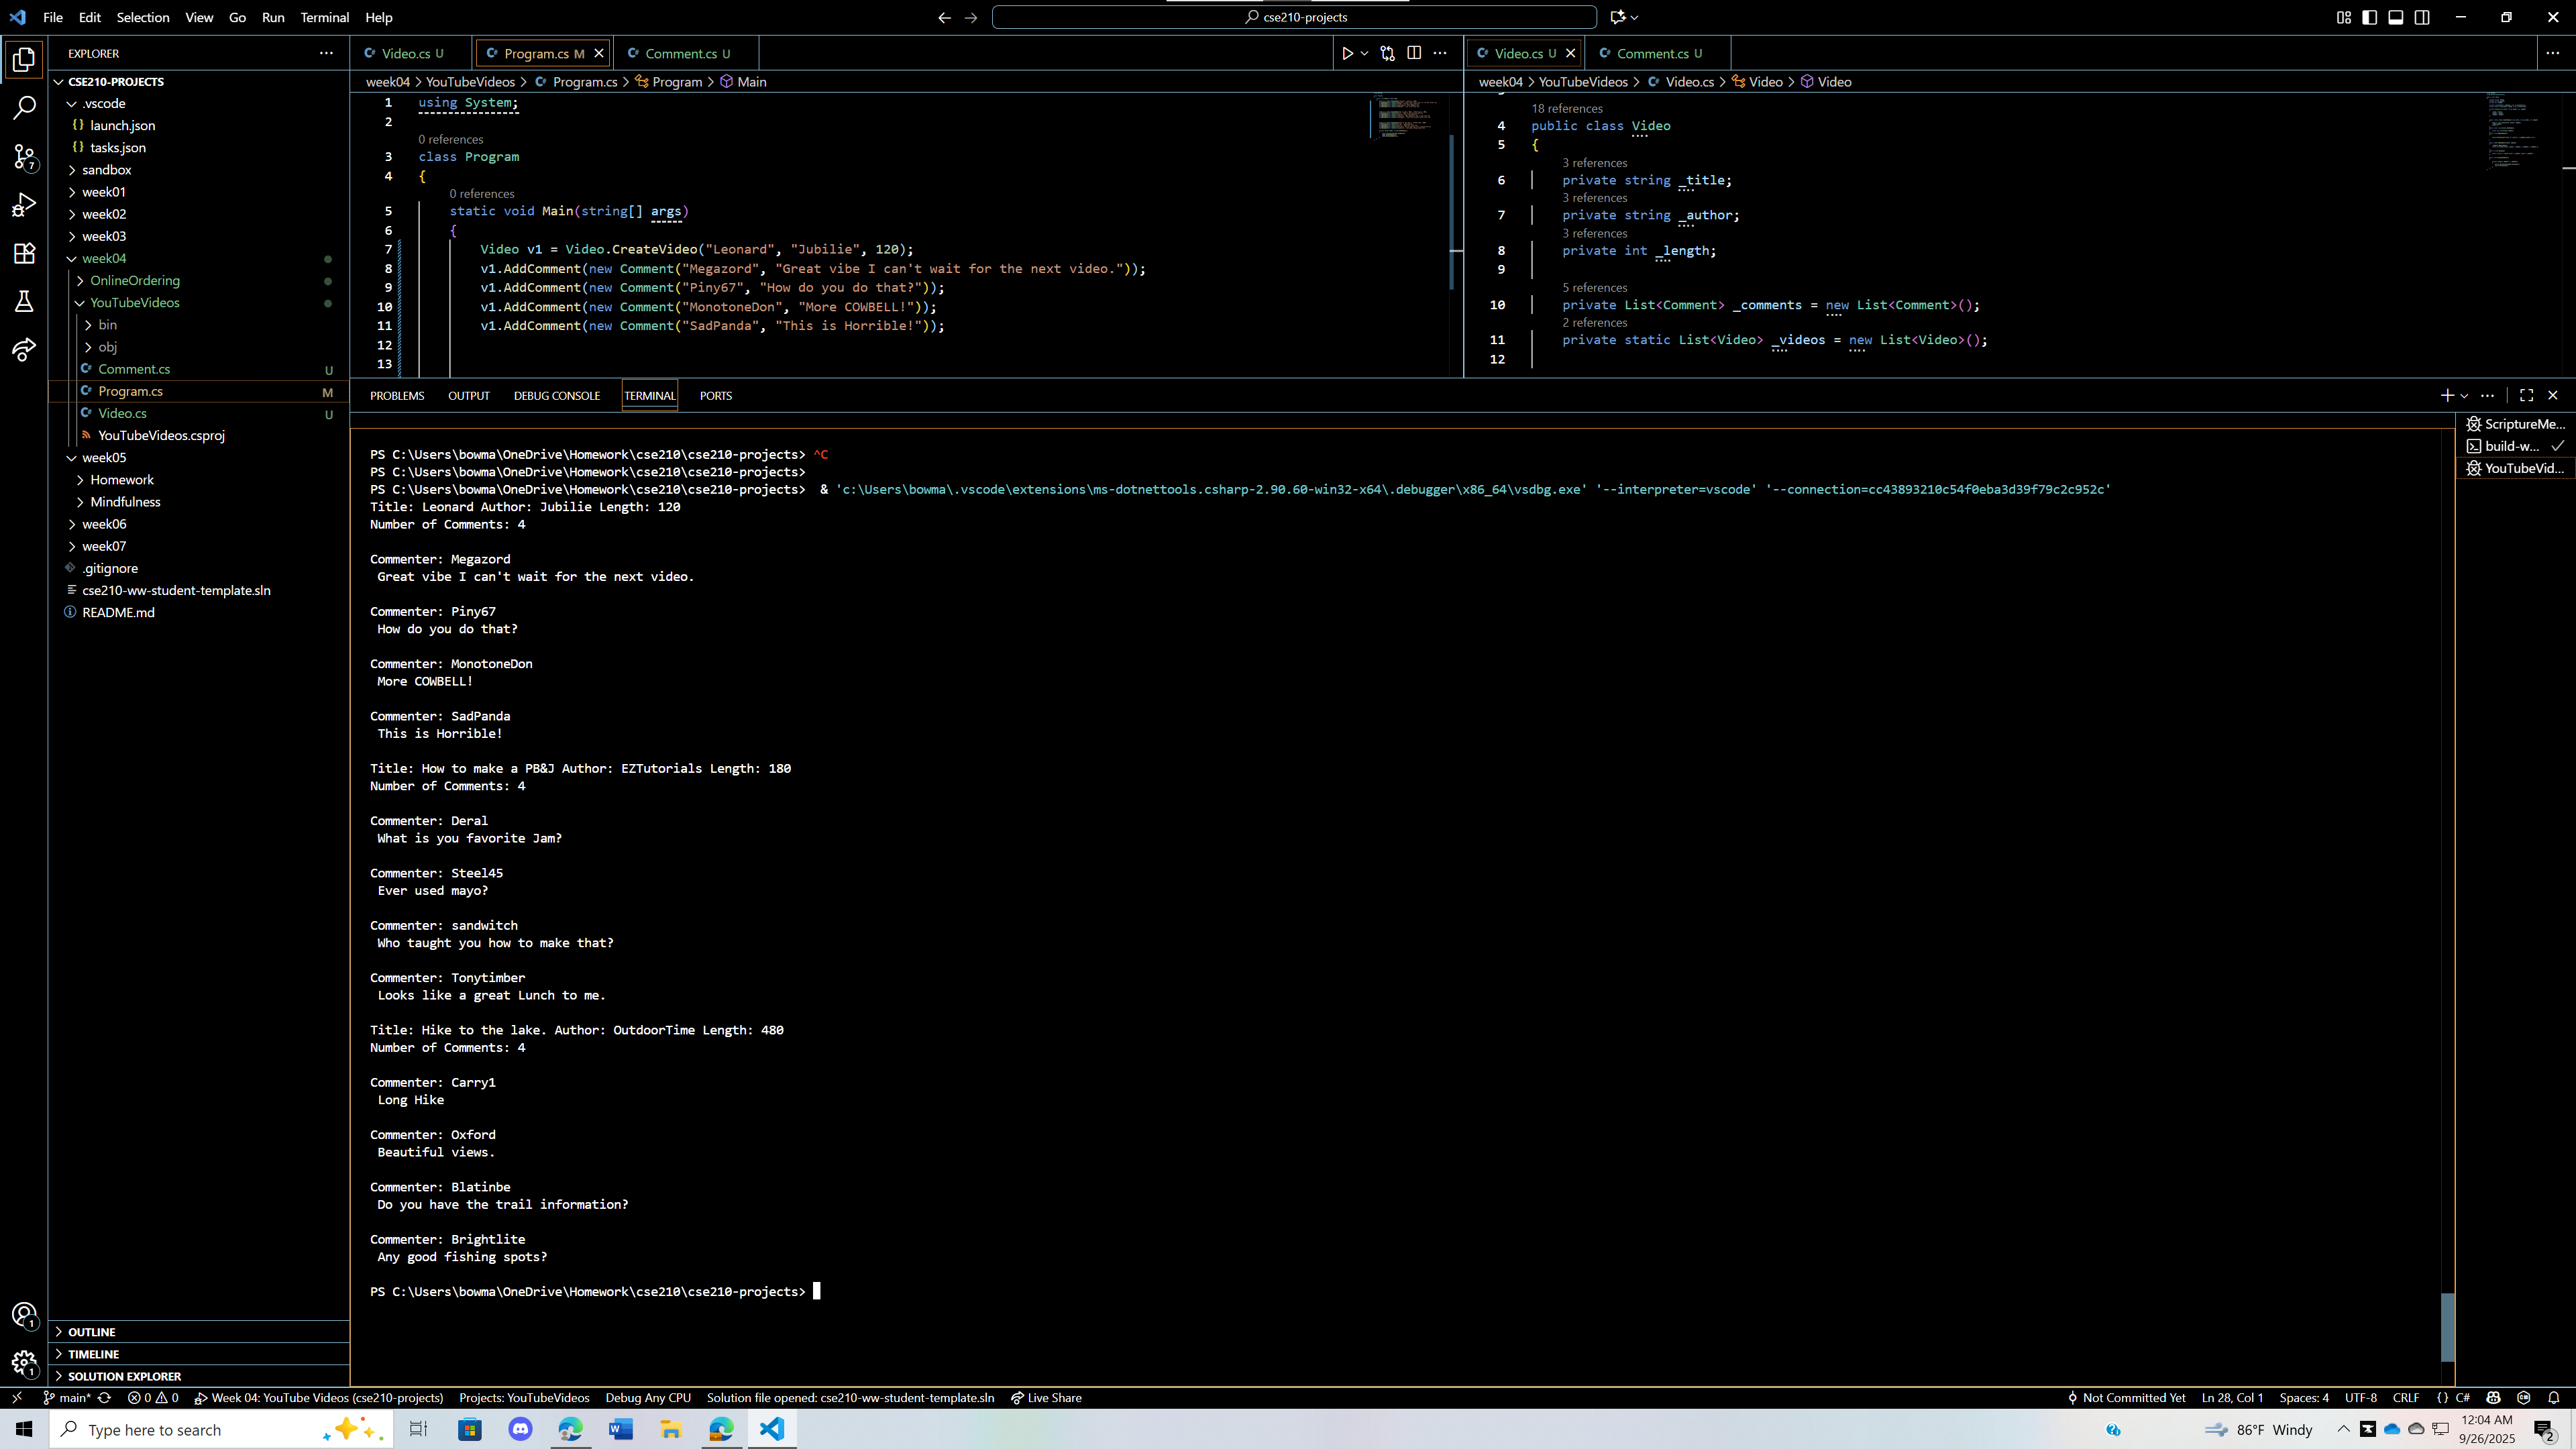 File Edit Selection View Go Run Terminal Help
cse210-projects
EXPLORER
CSE210-PROJECTS
.vscode
launch.json
tasks.json
sandbox
week01
week02
week03
week04
OnlineOrdering
YouTubeVideos
bin
obj
Comment.cs U
Program.cs M
Video.cs U
YouTubeVideos.csproj
week05
Homework
Mindfulness
week06
week07
.gitignore
cse210-ww-student-template.sln
README.md
OUTLINE
TIMELINE
SOLUTION EXPLORER
7
1
1
Video.cs U
Program.cs M
Comment.cs U
week04 > YouTubeVideos > Program.cs > Program > Main
1 using System;
2
0 references
3 class Program
4 {
0 references
5 static void Main(string[] args)
6 {
7 Video v1 = Video.CreateVideo("Leonard", "Jubilie", 120);
8 v1.AddComment(new Comment("Megazord", "Great vibe I can't wait for the next video."));
9 v1.AddComment(new Comment("Piny67", "How do you do that?"));
10 v1.AddComment(new Comment("MonotoneDon", "More COWBELL!"));
11 v1.AddComment(new Comment("SadPanda", "This is Horrible!"));
12
13
Video.cs U
Comment.cs U
week04 > YouTubeVideos > Video.cs > Video > Video
18 references
4 public class Video
5 {
3 references
6 private string _title;
3 references
7 private string _author;
3 references
8 private int _length;
9
5 references
10 private List<Comment> _comments = new List<Comment>();
2 references
11 private static List<Video> _videos = new List<Video>();
12
PROBLEMS OUTPUT DEBUG CONSOLE TERMINAL PORTS
ScriptureMe...
build-w...
YouTubeVid...
PS C:\Users\bowma\OneDrive\Homework\cse210\cse210-projects> ^C
PS C:\Users\bowma\OneDrive\Homework\cse210\cse210-projects>
PS C:\Users\bowma\OneDrive\Homework\cse210\cse210-projects>  & 'c:\Users\bowma\.vscode\extensions\ms-dotnettools.csharp-2.90.60-win32-x64\.debugger\x86_64\vsdbg.exe' '--interpreter=vscode' '--connection=cc43893210c54f0eba3d39f79c2c952c'
Title: Leonard Author: Jubilie Length: 120
Number of Comments: 4
Commenter: Megazord
Great vibe I can't wait for the next video.
Commenter: Piny67
How do you do that?
Commenter: MonotoneDon
More COWBELL!
Commenter: SadPanda
This is Horrible!
Title: How to make a PB&J Author: EZTutorials Length: 180
Number of Comments: 4
Commenter: Deral
What is you favorite Jam?
Commenter: Steel45
Ever used mayo?
Commenter: sandwitch
Who taught you how to make that?
Commenter: Tonytimber
Looks like a great Lunch to me.
Title: Hike to the lake. Author: OutdoorTime Length: 480
Number of Comments: 4
Commenter: Carry1
Long Hike
Commenter: Oxford
Beautiful views.
Commenter: Blatinbe
Do you have the trail information?
Commenter: Brightlite
Any good fishing spots?
PS C:\Users\bowma\OneDrive\Homework\cse210\cse210-projects>
main* 0 0 Week 04: YouTube Videos (cse210-projects) Projects: YouTubeVideos Debug Any CPU Solution file opened: cse210-ww-student-template.sln Live Share Not Committed Yet Ln 28, Col 1 Spaces: 4 UTF-8 CRLF {} C#
Type here to search
86°F Windy
12:04 AM
9/26/2025
2